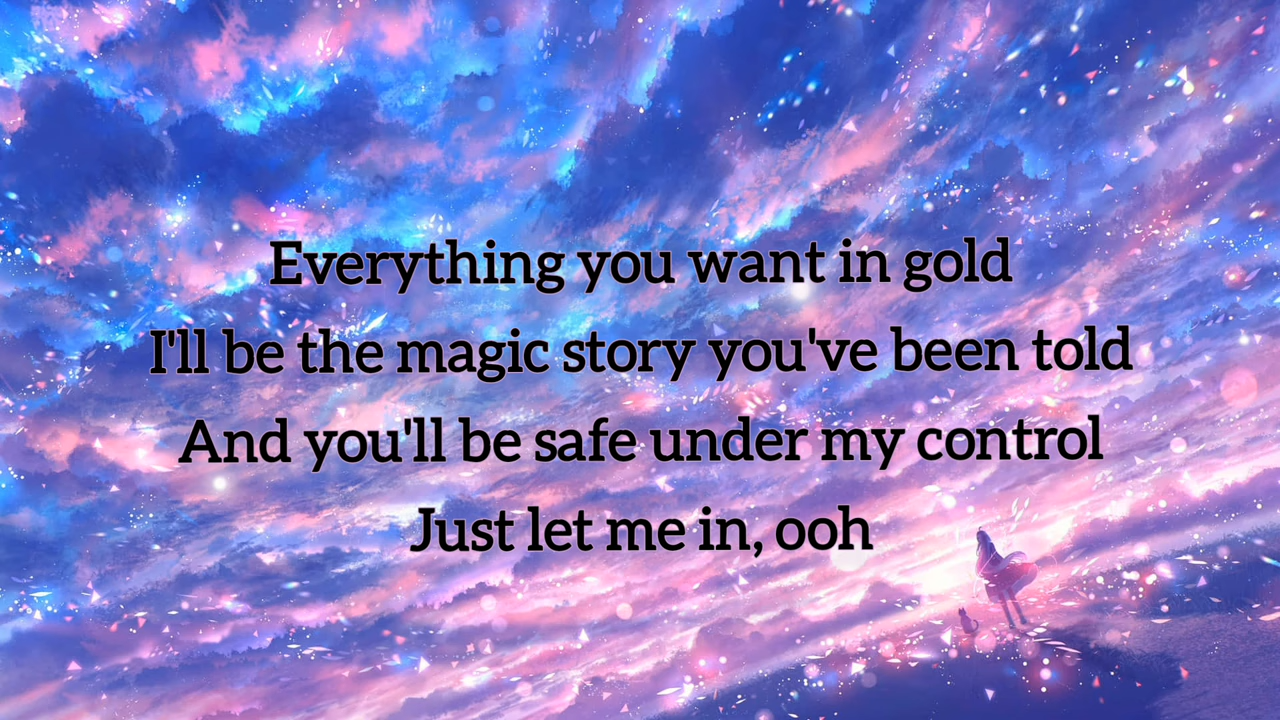 Everything you want in gold
I'll be the magic story you've been told
And you'll be safe under my control
Just let me in, ooh